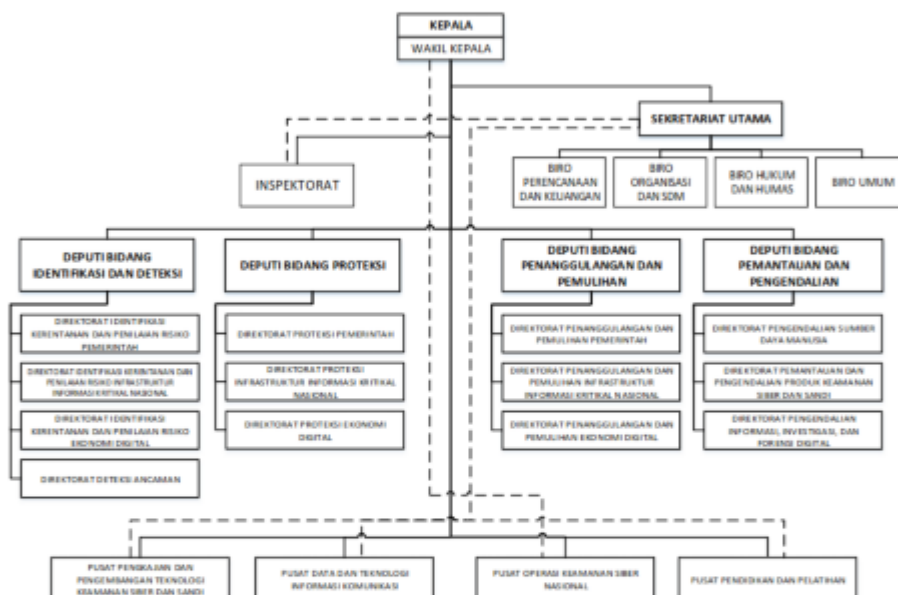 KEPALA
WAKIL KEPALA
SEKRETARIAT UTAMA
INSPEKTORAT
BIRO
PERENCANAAN
DAN KEUANGAN
BIRO
ORGANISASI
DAN SDM
BIRO HUKUM
DAN HUMAS
BIRO UMUM
DEPUTI BIDANG
IDENTIFIKASI DAN DETEKSI
DEPUTI BIDANG PROTEKSI
DEPUTI BIDANG
PENANGGULANGAN DAN
PEMULIHAN
DEPUTI BIDANG
PEMANTAUAN DAN
PENGENDALIAN
DIREKTORAT IDENTIFIKASI
KERENTANAN DAN PENILAIAN RISIKO
PEMERINTAH
DIREKTORAT IDENTIFIKASI KERENTANAN DAN
PENILAIAN RISIKO INFRASTRUKTUR
INFORMASI KRITIKAL NASIONAL
DIREKTORAT IDENTIFIKASI
KERENTANAN DAN PENILAIAN RISIKO
EKONOMI DIGITAL
DIREKTORAT DETEKSI ANCAMAN
DIREKTORAT PROTEKSI PEMERINTAH
DIREKTORAT PROTEKSI
INFRASTRUKTUR INFORMASI KRITIKAL
NASIONAL
DIREKTORAT PROTEKSI EKONOMI
DIGITAL
DIREKTORAT PENANGGULANGAN DAN
PEMULIHAN PEMERINTAH
DIREKTORAT PENANGGULANGAN DAN
PEMULIHAN INFRASTRUKTUR
INFORMASI KRITIKAL NASIONAL
DIREKTORAT PENANGGULANGAN DAN
PEMULIHAN EKONOMI DIGITAL
DIREKTORAT PENGENDALIAN SUMBER
DAYA MANUSIA
DIREKTORAT PEMANTAUAN DAN
PENGENDALIAN PRODUK KEAMANAN
SIBER DAN SANDI
DIREKTORAT PENGENDALIAN
INFORMASI, INVESTIGASI, DAN
FORENSI DIGITAL
PUSAT PENGKAJIAN DAN
PENGEMBANGAN TEKNOLOGI
KEAMANAN SIBER DAN SANDI
PUSAT DATA DAN TEKNOLOGI
INFORMASI KOMUNIKASI
PUSAT OPERASI KEAMANAN SIBER
NASIONAL
PUSAT PENDIDIKAN DAN PELATIHAN